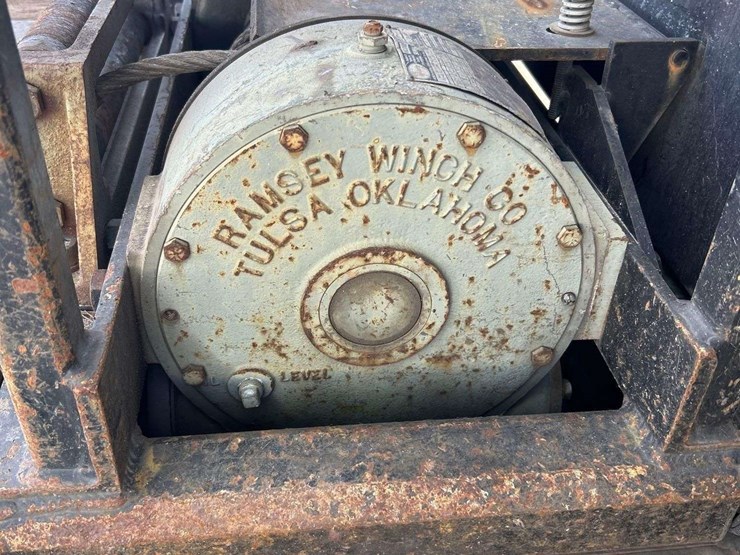 RAMSEY WINCH CO
TULSA OKLAHOMA
LEVEL